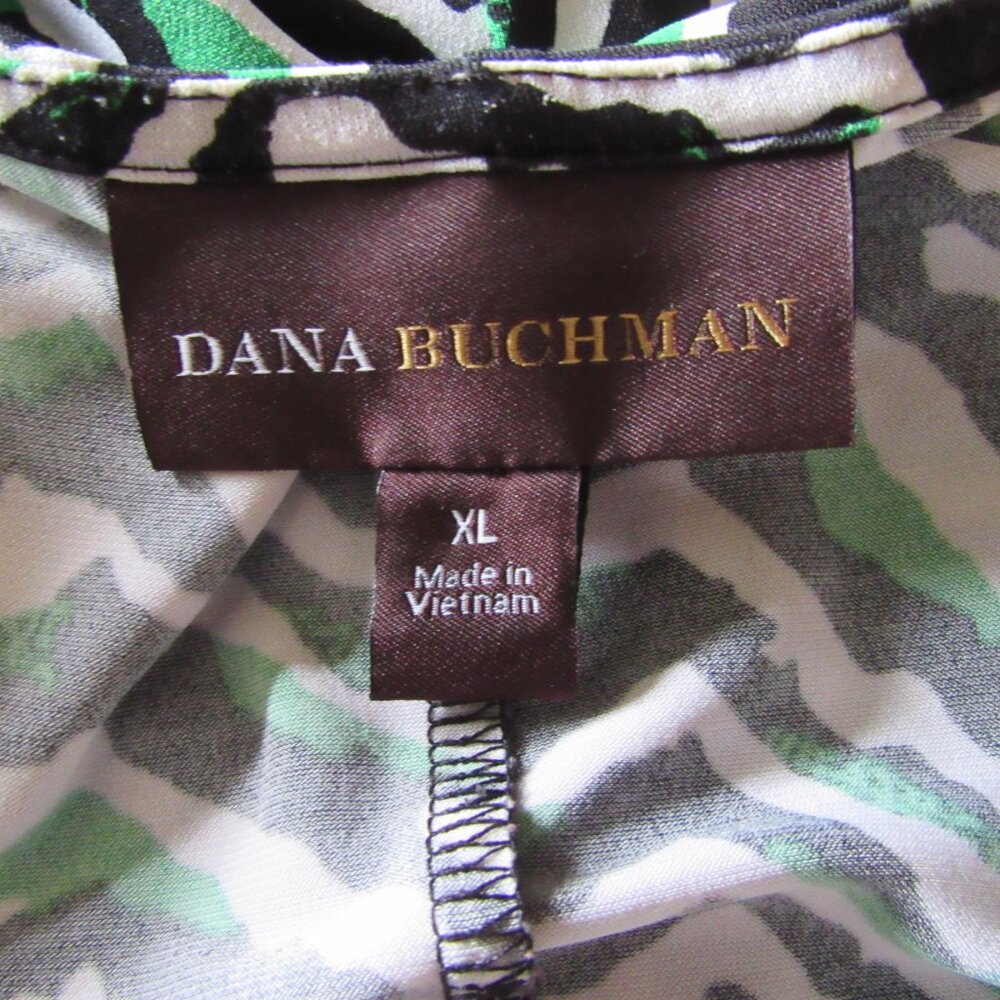 DANA BUCHMAN
XL
Made in
Vietnam